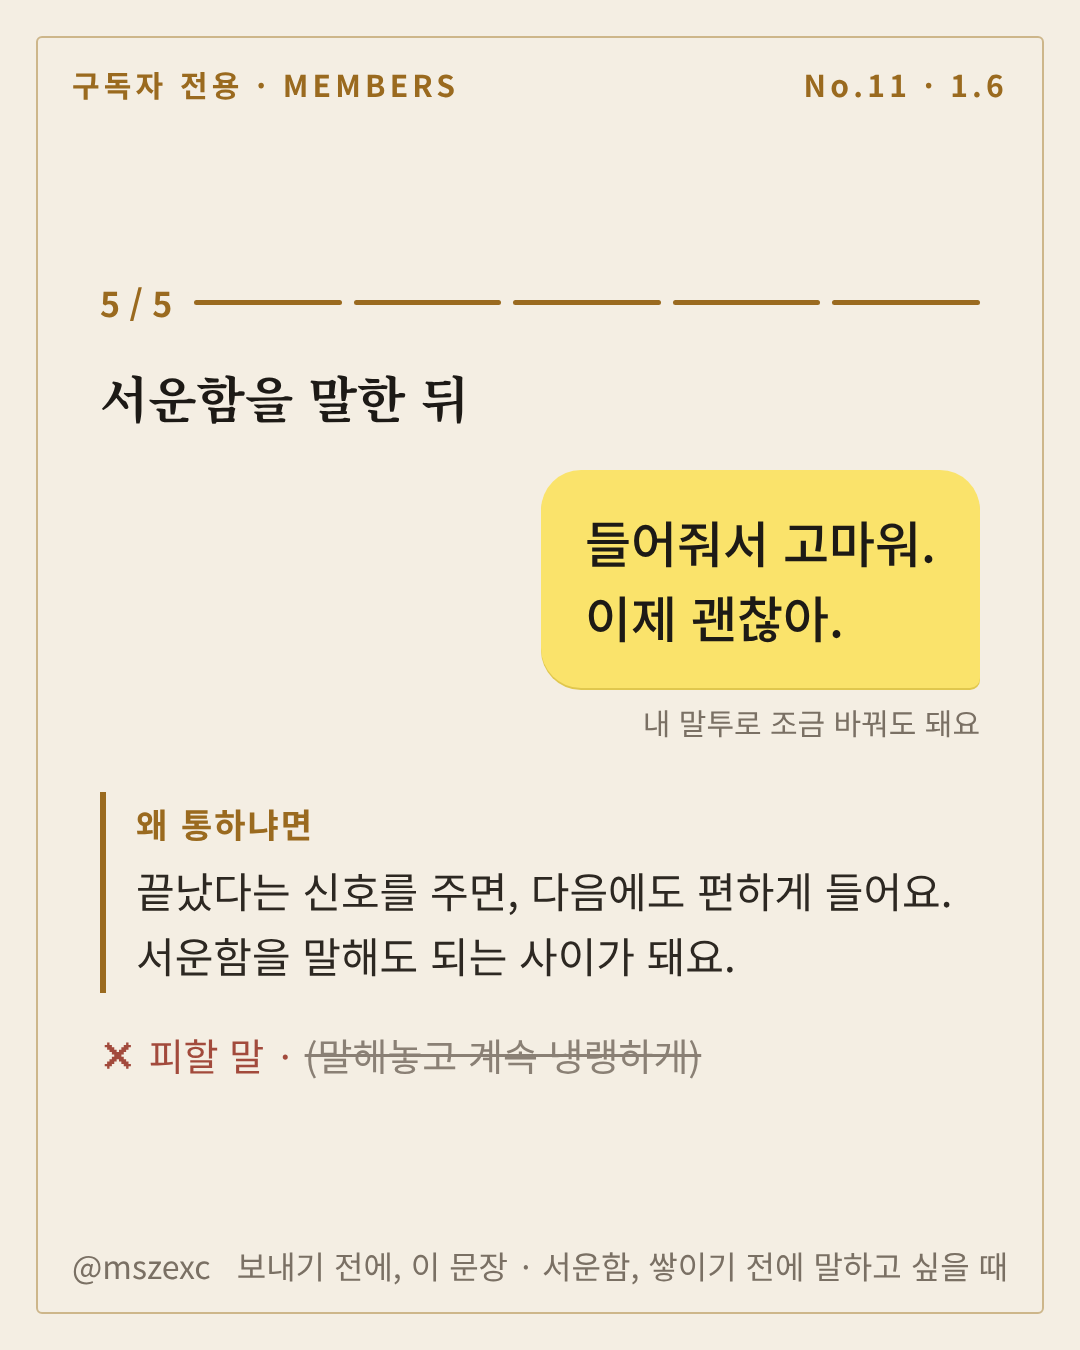 구독자 전용 · MEMBERS
No.11 · 1.6
5 / 5
서운함을 말한 뒤
들어줘서 고마워.
이제 괜찮아.
내 말투로 조금 바꿔도 돼요
왜 통하냐면
끝났다는 신호를 주면, 다음에도 편하게 들어요.
서운함을 말해도 되는 사이가 돼요.
✕ 피할 말 · (말해놓고 계속 냉랭하게)
@mszexc 보내기 전에, 이 문장 · 서운함, 쌓이기 전에 말하고 싶을 때